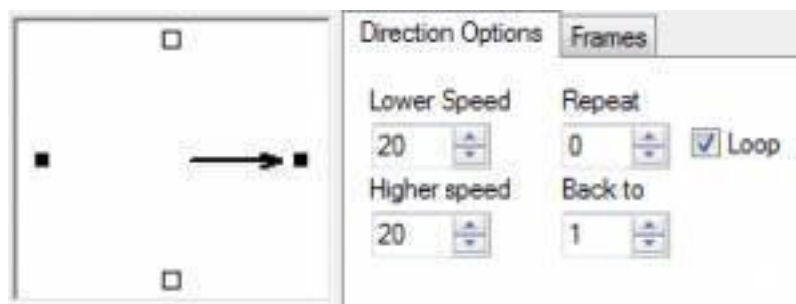 Direction Options Frames
Lower Speed Repeat
20 0 Loop
Higher speed Back to
20 1